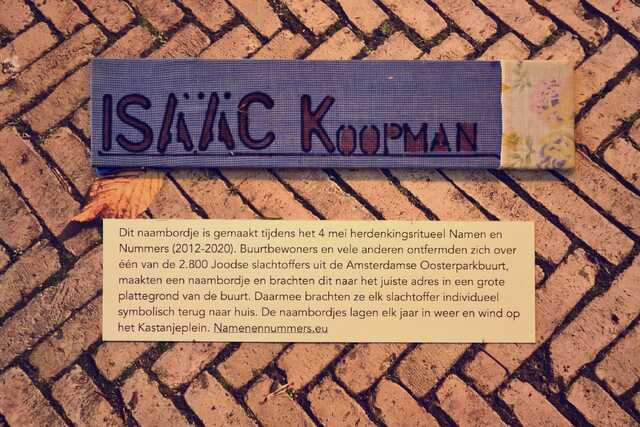 ISÄÄC KOOPMAN
Dit naambordje is gemaakt tijdens het 4 mei herdenkingsritueel Namen en
Nummers (2012-2020). Buurtbewoners en vele anderen ontfermden zich over
één van de 2.800 Joodse slachtoffers uit de Amsterdamse Oosterparkbuurt,
maakten een naambordje en brachten dit naar het juiste adres in een grote
plattegrond van de buurt. Daarmee brachten ze elk slachtoffer individueel
symbolisch terug naar huis. De naambordjes lagen elk jaar in weer en wind op
het Kastanjeplein. Namenennummers.eu